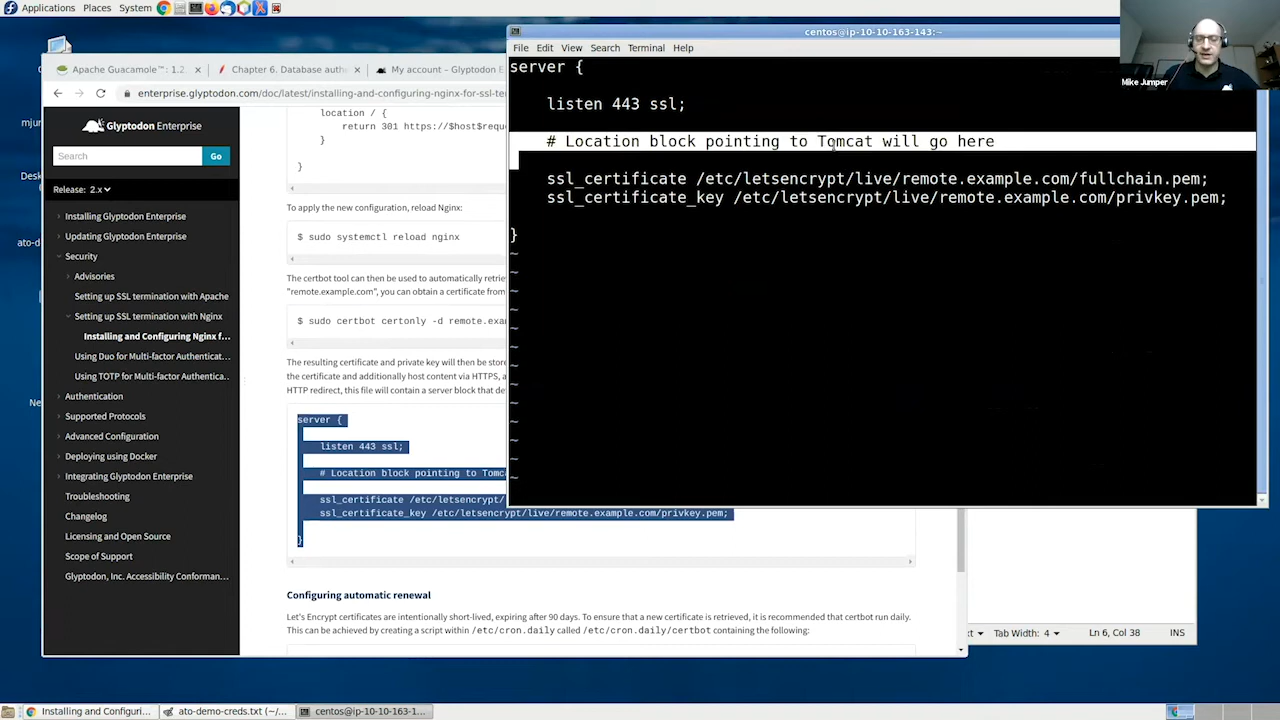 Applications Places System
centos@ip-10-10-163-143:~
File Edit View Search Terminal Help
server {
listen 443 ssl;
# Location block pointing to Tomcat will go here
ssl_certificate /etc/letsencrypt/live/remote.example.com/fullchain.pem;
ssl_certificate_key /etc/letsencrypt/live/remote.example.com/privkey.pem;
}
~
~
~
~
~
~
~
~
~
~
~
~
~
Mike Jumper
Apache Guacamole™: 1.2.
Chapter 6. Database auth
My account – Glyptodon E
enterprise.glyptodon.com/doc/latest/installing-and-configuring-nginx-for-ssl-te
mjur
Desk
ato-d
Ne
Glyptodon Enterprise
Search
Go
Release: 2.x
Installing Glyptodon Enterprise
Updating Glyptodon Enterprise
Security
Advisories
Setting up SSL termination with Apache
Setting up SSL termination with Nginx
Installing and Configuring Nginx f...
Using Duo for Multi-factor Authenticat...
Using TOTP for Multi-factor Authentica...
Authentication
Supported Protocols
Advanced Configuration
Deploying using Docker
Integrating Glyptodon Enterprise
Troubleshooting
Changelog
Licensing and Open Source
Scope of Support
Glyptodon, Inc. Accessibility Conforman...
location / {
return 301 https://$host$reque
}
}
To apply the new configuration, reload Nginx:
$ sudo systemctl reload nginx
The certbot tool can then be used to automatically retrie
"remote.example.com", you can obtain a certificate from
$ sudo certbot certonly -d remote.exa
The resulting certificate and private key will then be store
the certificate and additionally host content via HTTPS, a
HTTP redirect, this file will contain a server block that de
server {
listen 443 ssl;
# Location block pointing to Tomc
ssl_certificate /etc/letsencrypt/
ssl_certificate_key /etc/letsencrypt/live/remote.example.com/privkey.pem;
}
Configuring automatic renewal
Let's Encrypt certificates are intentionally short-lived, expiring after 90 days. To ensure that a new certificate is retrieved, it is recommended that certbot run daily.
This can be achieved by creating a script within /etc/cron.daily called /etc/cron.daily/certbot containing the following:
Tab Width: 4 Ln 6, Col 38 INS
Installing and Configuri...
ato-demo-creds.txt (~/...
centos@ip-10-10-163-1...